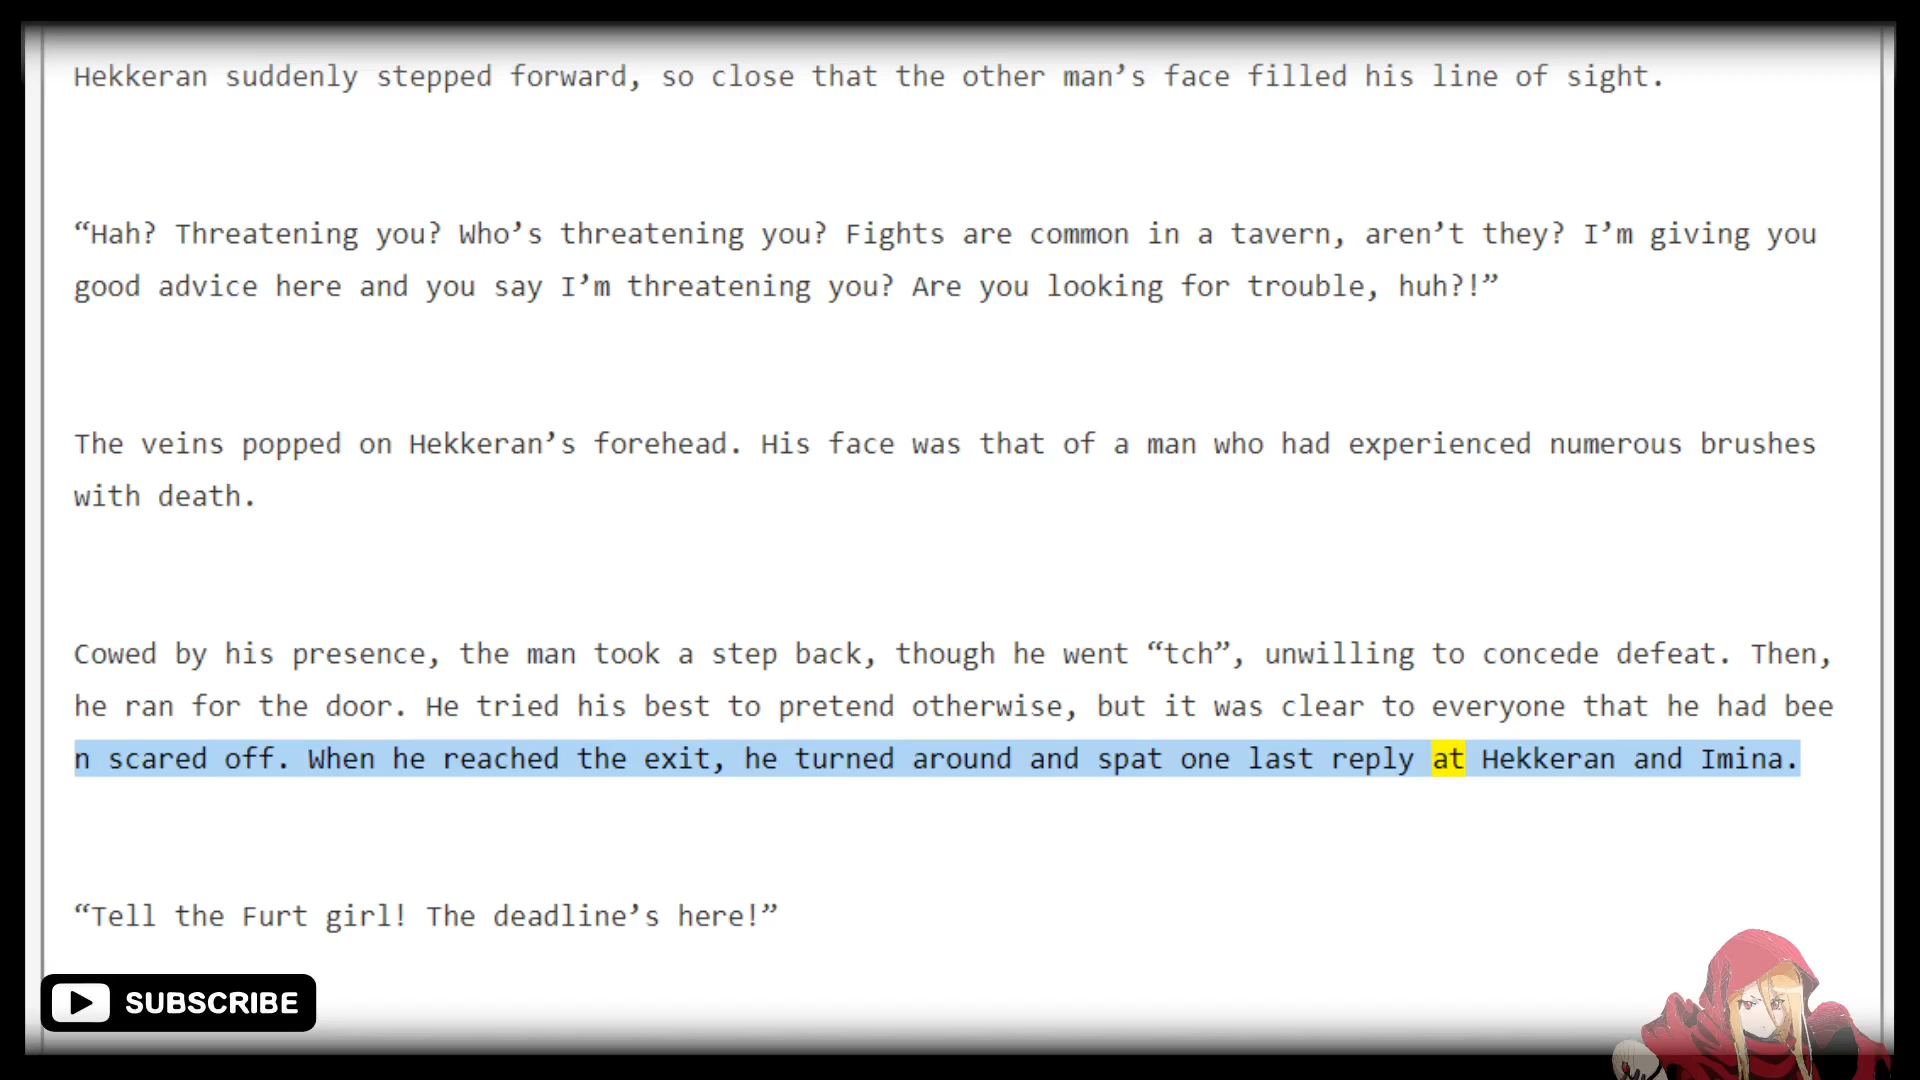 Hekkeran suddenly stepped forward, so close that the other man’s face filled his line of sight.
“Hah? Threatening you? Who’s threatening you? Fights are common in a tavern, aren’t they? I’m giving you
good advice here and you say I’m threatening you? Are you looking for trouble, huh?!”
The veins popped on Hekkeran’s forehead. His face was that of a man who had experienced numerous brushes
with death.
Cowed by his presence, the man took a step back, though he went “tch”, unwilling to concede defeat. Then,
he ran for the door. He tried his best to pretend otherwise, but it was clear to everyone that he had bee
n scared off. When he reached the exit, he turned around and spat one last reply at Hekkeran and Imina.
“Tell the Furt girl! The deadline’s here!”
SUBSCRIBE